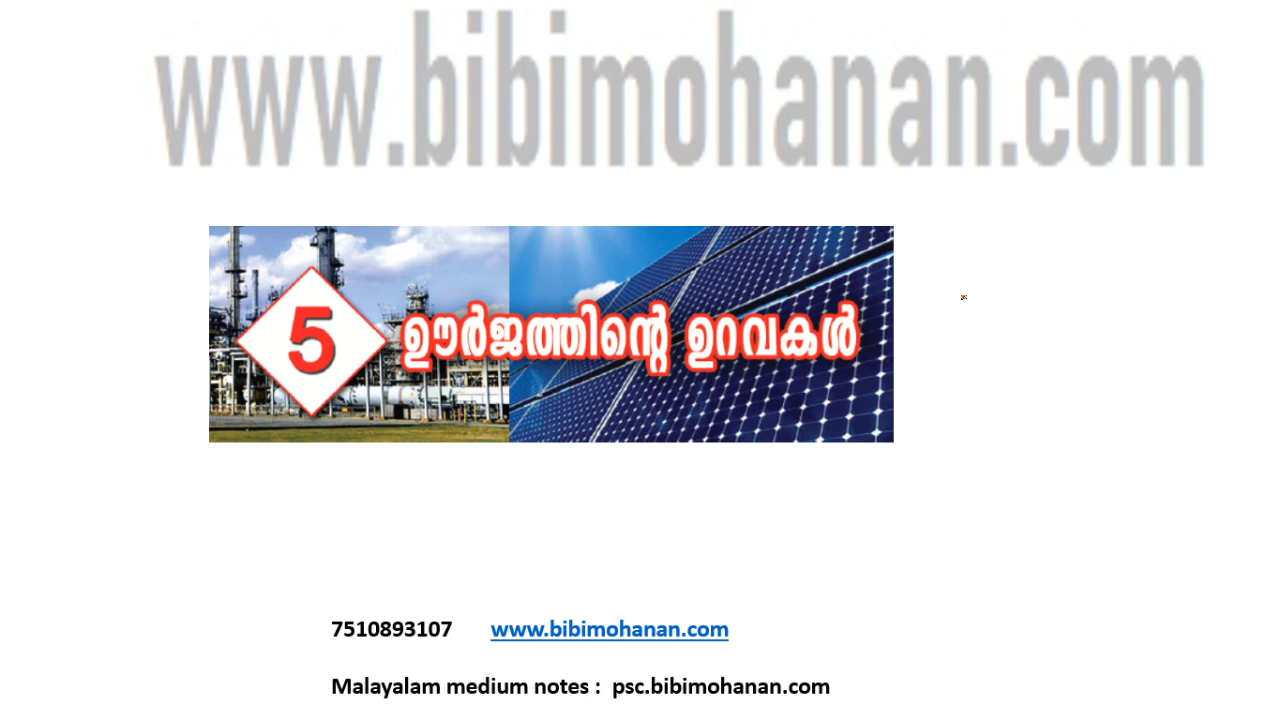 www.bibimohanan.com
5 ഊർജത്തിന്റെ ഉറവകൾ
7510893107 www.bibimohanan.com
Malayalam medium notes : psc.bibimohanan.com